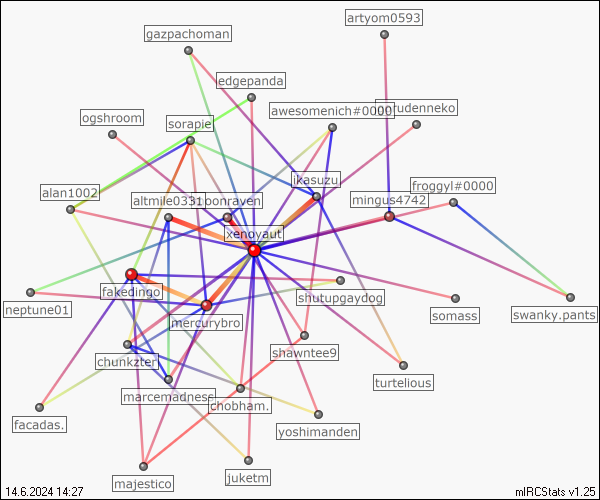 artyom0593
gazpachoman
edgepanda
awesomenich#0000
rudenneko
ogshroom
sorapie
ikasuzu
froggyl#0000
alan1002
altmile0331
oonraven
mingus4742
xenoyaut
fakedingo
shutupgaydog
neptune01
somass
swanky.pants
mercurybro
shawntee9
chunkzter
turtelious
marcemadness
chobham.
facadas.
yoshimanden
majestico
juketm
14.6.2024 14:27
mIRCStats v1.25